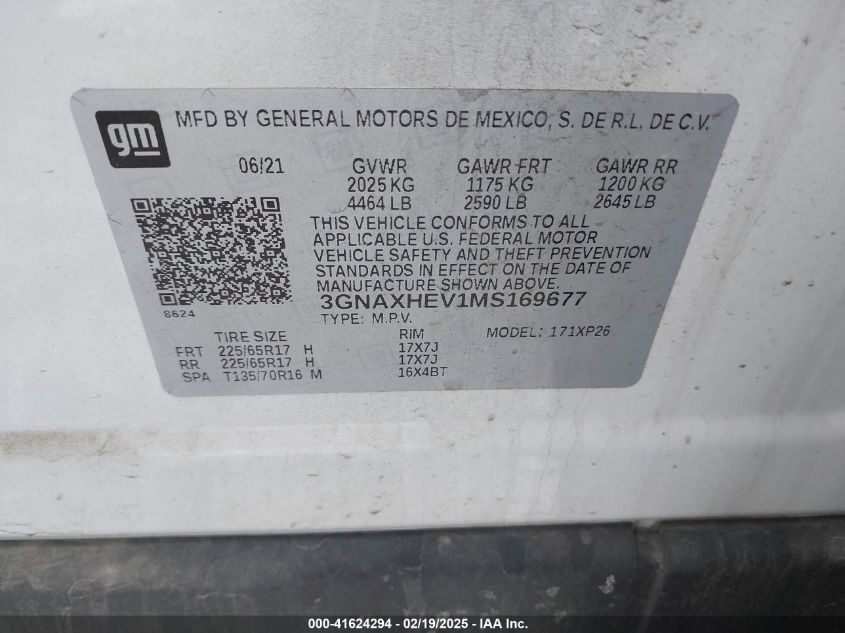 gm
MFD BY GENERAL MOTORS DE MEXICO, S. DE R.L. DE C.V.
06/21 GVWR GAWR FRT GAWR RR
2025 KG 1175 KG 1200 KG
4464 LB 2590 LB 2645 LB
THIS VEHICLE CONFORMS TO ALL
APPLICABLE U.S. FEDERAL MOTOR
VEHICLE SAFETY AND THEFT PREVENTION
STANDARDS IN EFFECT ON THE DATE OF
MANUFACTURE SHOWN ABOVE.
3GNAXHEV1MS169677
8624
TYPE: M.P.V.
TIRE SIZE RIM MODEL: 171XP26
FRT 225/65R17 H 17X7J
RR 225/65R17 H 17X7J
SPA T135/70R16 M 16X4BT
000-41624294 - 02/19/2025 - IAA Inc.